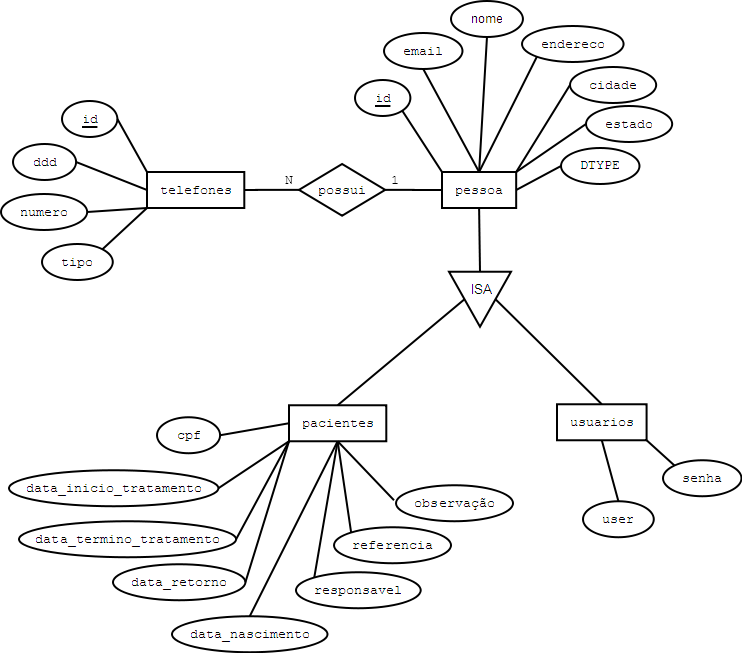 nome
email
endereco
cidade
id
id
estado
ddd
DTYPE
telefones
N
possui
1
pessoa
numero
tipo
ISA
cpf
pacientes
usuarios
data_inicio_tratamento
observação
senha
data_termino_tratamento
referencia
user
data_retorno
responsavel
data_nascimento